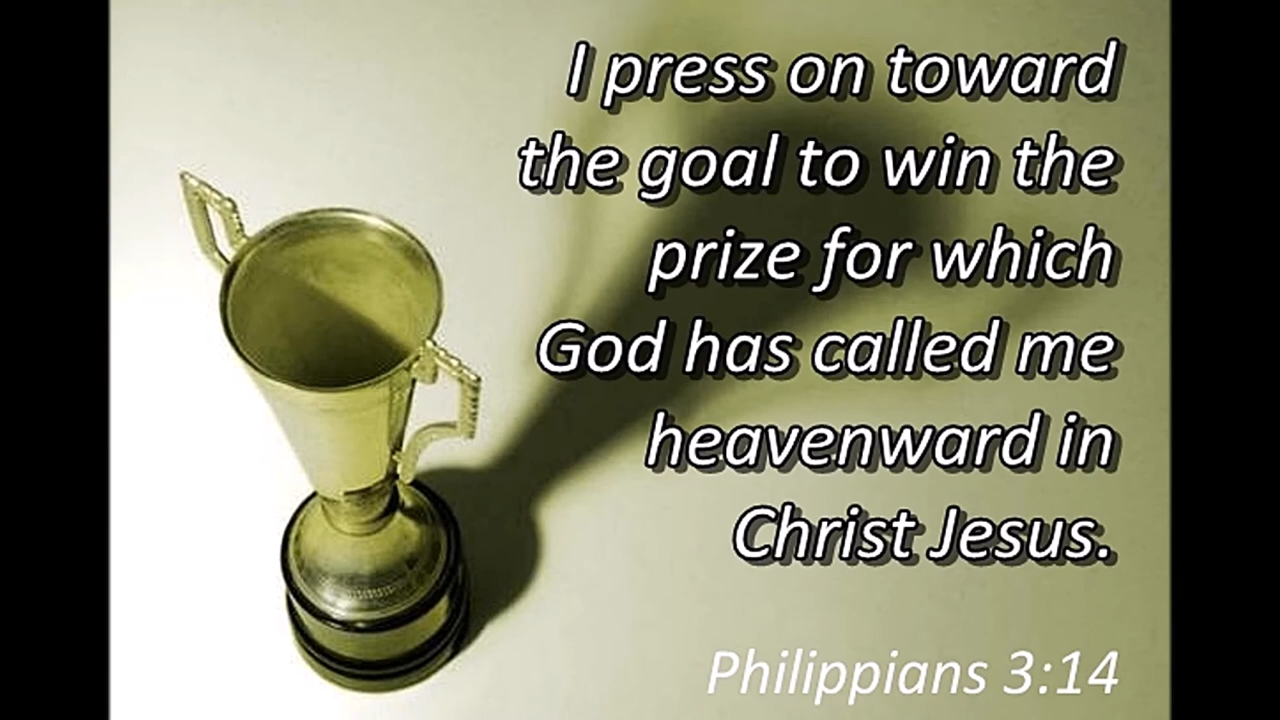 I press on toward
the goal to win the
prize for which
God has called me
heavenward in
Christ Jesus.
Philippians 3:14